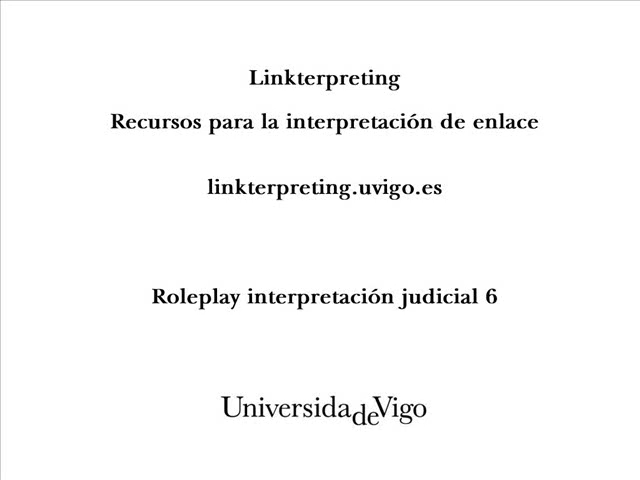 Linkterpreting
Recursos para la interpretación de enlace
linkterpreting.uvigo.es
Roleplay interpretación judicial 6
UniversidadeVigo